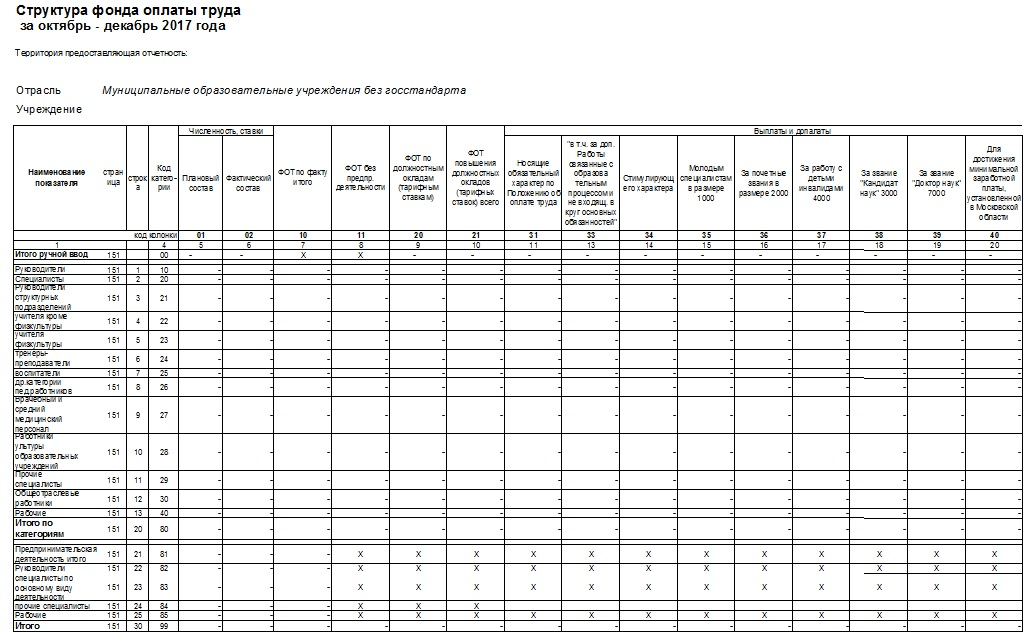 Структура фонда оплаты труда
за октябрь - декабрь 2017 года
Территория предоставляющая отчетность:
Отрасль Муниципальные образовательные учреждения без госстандарта
Учреждение
Численность, ставки Выплаты и доплаты
Наименование показателя страница строка Код категории Плановый состав Фактический состав ФОТ по факту итого ФОТ без предпр. деятельности ФОТ по должностным окладам (тарифным ставкам) ФОТ повышения должностных окладов (тарифных ставок) всего Носящие обязательный характер по Положению об оплате труда "в т.ч. за доп. Работы связанные с образова тельным процессом и не входящ. в круг основных обязанностей" Стимулирующего характера Молодым специалистам в размере 1000 За почетные звания в размере 2000 За работу с детьми инвалидами 4000 За звание "Кандидат наук" 3000 За звание "Доктор наук" 7000 Для достижения минимальной заработной платы, установленной в Московской области
код колонки 01 02 10 11 20 21 31 33 34 35 36 37 38 39 40
1 4 5 6 7 8 9 10 11 13 14 15 16 17 18 19 20
Итого ручной ввод 151 00 - - X X - - - - - - - - - - -
Руководители 151 1 10 - - - - - - - - - - - - - - -
Специалисты 151 2 20 - - - - - - - - - - - - - - -
Руководители структурных подразделений 151 3 21 - - - - - - - - - - - - - - -
учителя кроме физкультуры 151 4 22 - - - - - - - - - - - - - - -
учителя физкультуры 151 5 23 - - - - - - - - - - - - - - -
тренеры-преподаватели 151 6 24 - - - - - - - - - - - - - - -
воспитатели 151 7 25 - - - - - - - - - - - - - - -
др.категории пед.работников 151 8 26 - - - - - - - - - - - - - - -
Врачебный и средний медицинский персонал 151 9 27 - - - - - - - - - - - - - - -
Работники ультуры образовательных учреждений 151 10 28 - - - - - - - - - - - - - - -
Прочие специалисты 151 11 29 - - - - - - - - - - - - - - -
Общеотраслевые работники 151 12 30 - - - - - - - - - - - - - - -
Рабочие 151 13 40 - - - - - - - - - - - - - - -
Итого по категориям 151 20 80 - - - - - - - - - - - - - - -
Предпринимательская деятельность итого 151 21 81 - - - X X X X X X X X X X X X
Руководители 151 22 82 - - - X X X X X X X X X X X X
специалисты по основному виду деятельности 151 23 83 - - - X X X X X X X X X X X X
прочие специалисты 151 24 84 - - - X X X
Рабочие 151 25 85 - - - X X X X X X X X X X X X
Итого 151 30 99 - - - - - - - - - - - - - - -